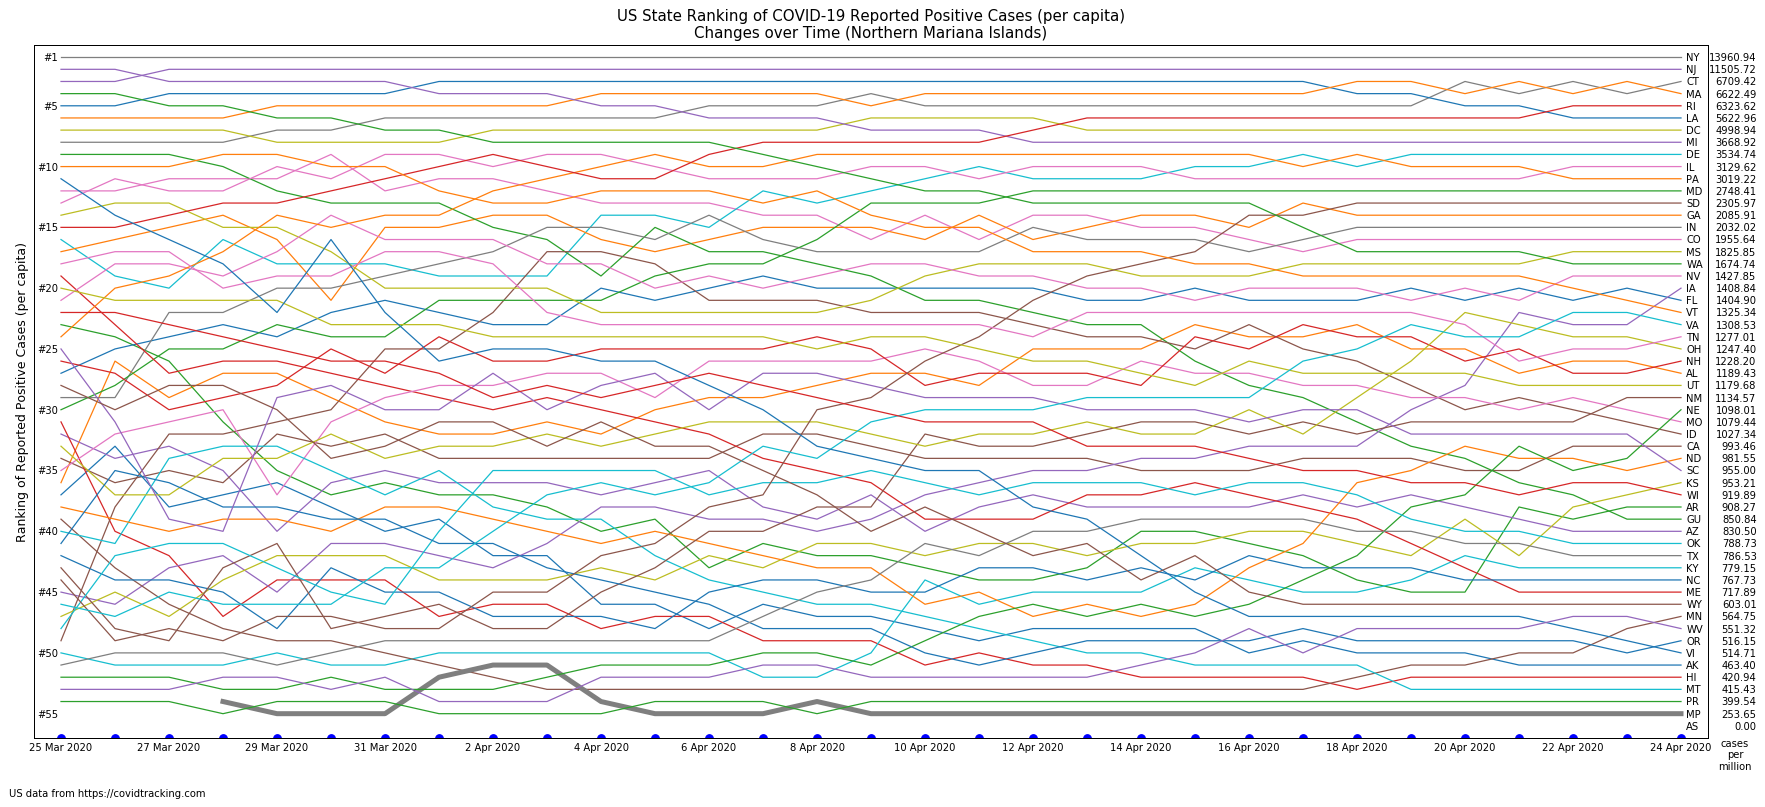 US State Ranking of COVID-19 Reported Positive Cases (per capita)
Changes over Time (Northern Mariana Islands)
Ranking of Reported Positive Cases (per capita)
#1
#5
#10
#15
#20
#25
#30
#35
#40
#45
#50
#55
NY 13960.94
NJ 11505.72
CT 6709.42
MA 6622.49
RI 6323.62
LA 5622.96
DC 4998.94
MI 3668.92
DE 3534.74
IL 3129.62
PA 3019.22
MD 2748.41
SD 2305.97
GA 2085.91
IN 2032.02
CO 1955.64
MS 1825.85
WA 1674.74
NV 1427.85
IA 1408.84
FL 1404.90
VT 1325.34
VA 1308.53
TN 1277.01
OH 1247.40
NH 1228.20
AL 1189.43
UT 1179.68
NM 1134.57
NE 1098.01
MO 1079.44
ID 1027.34
CA 993.46
ND 981.55
SC 955.00
KS 953.21
WI 919.89
AR 908.27
GU 850.84
AZ 830.50
OK 788.73
TX 786.53
KY 779.15
NC 767.73
ME 717.89
WY 603.01
MN 564.75
WV 551.32
OR 516.15
VI 514.71
AK 463.40
HI 420.94
MT 415.43
PR 399.54
MP 253.65
AS 0.00
25 Mar 2020 27 Mar 2020 29 Mar 2020 31 Mar 2020 2 Apr 2020 4 Apr 2020 6 Apr 2020 8 Apr 2020 10 Apr 2020 12 Apr 2020 14 Apr 2020 16 Apr 2020 18 Apr 2020 20 Apr 2020 22 Apr 2020 24 Apr 2020
cases
per
million
US data from https://covidtracking.com